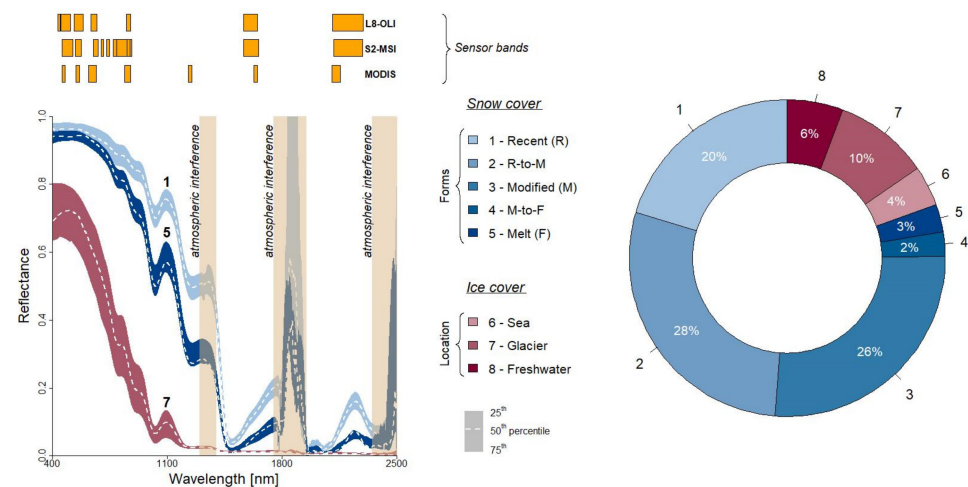 L8-OLI
S2-MSI
MODIS
Sensor bands
1.0
0.8
0.6
0.4
0.2
0.0
Reflectance
atmospheric interference
atmospheric interference
atmospheric interference
1
5
7
400
1100
1800
2500
Wavelength [nm]
Snow cover
Forms
1 - Recent (R)
2 - R-to-M
3 - Modified (M)
4 - M-to-F
5 - Melt (F)
Ice cover
Location
6 - Sea
7 - Glacier
8 - Freshwater
25th
50th percentile
75th
1
20%
2
28%
3
26%
4
2%
5
3%
6
4%
7
10%
8
6%